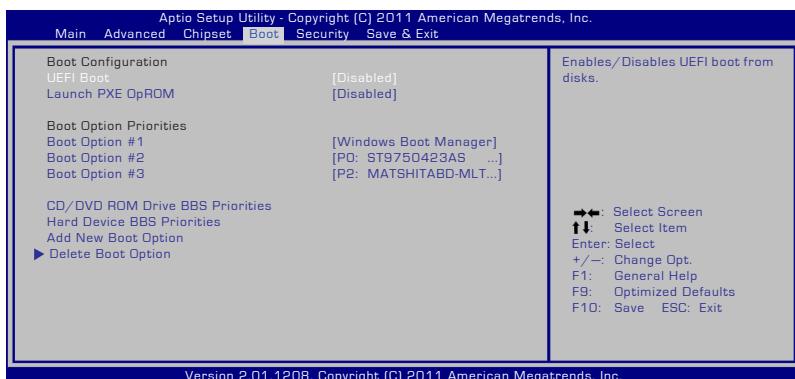 Aptio Setup Utility - Copyright (C) 2011 American Megatrends, Inc.
Main Advanced Chipset Boot Security Save & Exit
Boot Configuration
UEFI Boot [Disabled]
Launch PXE OpROM [Disabled]
Boot Option Priorities
Boot Option #1 [Windows Boot Manager]
Boot Option #2 [P0: ST9750423AS ...]
Boot Option #3 [P2: MATSHITABD-MLT...]
CD/DVD ROM Drive BBS Priorities
Hard Device BBS Priorities
Add New Boot Option
Delete Boot Option
Enables/Disables UEFI boot from
disks.
→←: Select Screen
↑↓: Select Item
Enter: Select
+/—: Change Opt.
F1: General Help
F9: Optimized Defaults
F10: Save ESC: Exit
Version 2.01.1208. Copyright (C) 2011 American Megatrends, Inc.